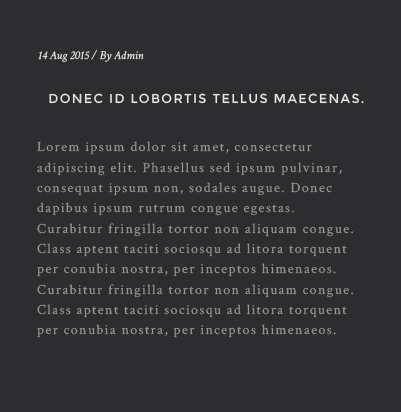 14 Aug 2015 / By Admin
DONEC ID LOBORTIS TELLUS MAECENAS.
Lorem ipsum dolor sit amet, consectetur
adipiscing elit. Phasellus sed ipsum pulvinar,
consequat ipsum non, sodales augue. Donec
dapibus ipsum rutrum congue egestas.
Curabitur fringilla tortor non aliquam congue.
Class aptent taciti sociosqu ad litora torquent
per conubia nostra, per inceptos himenaeos.
Curabitur fringilla tortor non aliquam congue.
Class aptent taciti sociosqu ad litora torquent
per conubia nostra, per inceptos himenaeos.